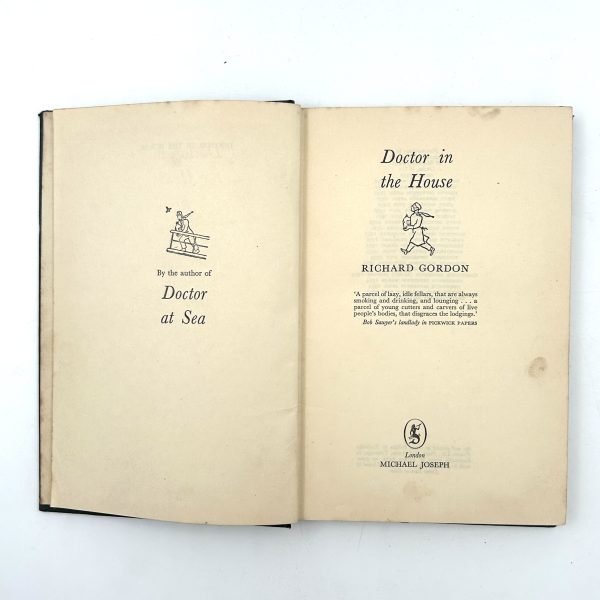 By the author of
Doctor
at Sea
Doctor in
the House
RICHARD GORDON
'A parcel of lazy, idle fellars, that are always
smoking and drinking, and lounging . . . a
parcel of young cutters and carvers of live
people's bodies, that disgraces the lodgings.'
Bob Sawyer's landlady in PICKWICK PAPERS
London
MICHAEL JOSEPH